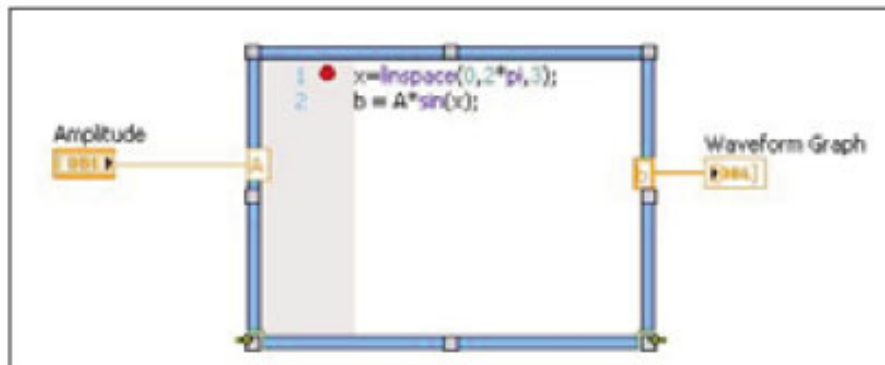 1 x=linspace(0,2*pi,3);
2 b = A*sin(x);
Amplitude
A
Waveform Graph